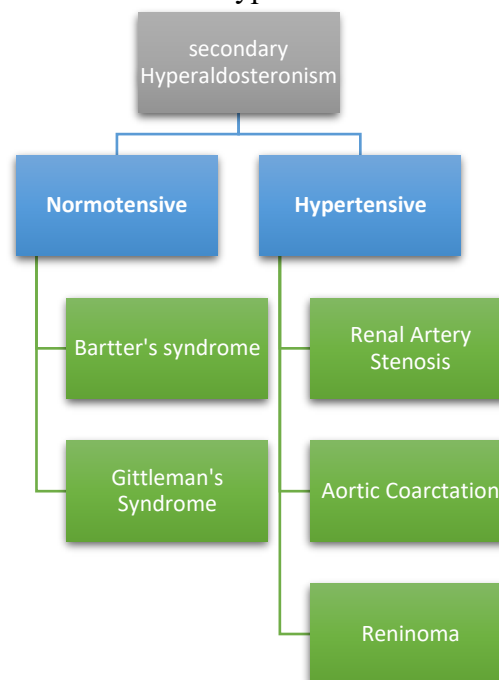 secondary
Hyperaldosteronism
Normotensive
Hypertensive
Bartter's syndrome
Gittleman's
Syndrome
Renal Artery
Stenosis
Aortic Coarctation
Reninoma